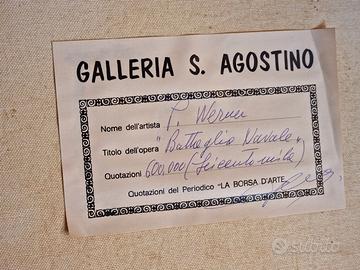 GALLERIA S. AGOSTINO
Nome dell'artista T. Werner
Titolo dell'opera "Battaglia Navale"
Quotazioni 600.000 (Seicentomila)
Quotazioni del Periodico "LA BORSA D'ARTE
Subito